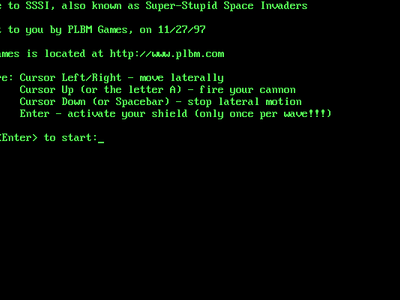 e to SSSI, also known as Super-Stupid Space Invaders
t to you by PLBM Games, on 11/27/97
ames is located at http://www.plbm.com
re: Cursor Left/Right - move laterally
Cursor Up (or the letter A) - fire your cannon
Cursor Down (or Spacebar) - stop lateral motion
Enter - activate your shield (only once per wave!!!)
<Enter> to start:_